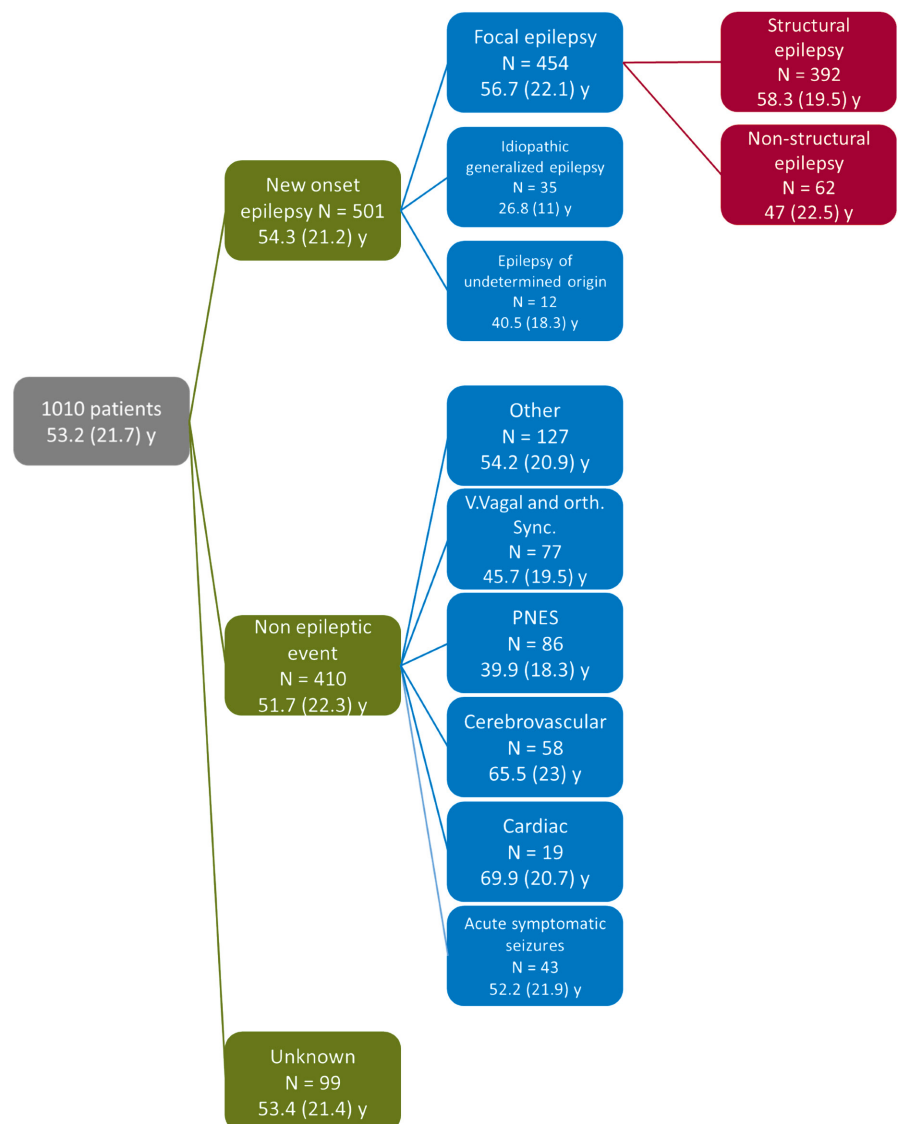 1010 patients
53.2 (21.7) y
New onset
epilepsy N = 501
54.3 (21.2) y
Focal epilepsy
N = 454
56.7 (22.1) y
Structural
epilepsy
N = 392
58.3 (19.5) y
Non-structural
epilepsy
N = 62
47 (22.5) y
Idiopathic
generalized epilepsy
N = 35
26.8 (11) y
Epilepsy of
undetermined origin
N = 12
40.5 (18.3) y
Non epileptic
event
N = 410
51.7 (22.3) y
Other
N = 127
54.2 (20.9) y
V.Vagal and orth.
Sync.
N = 77
45.7 (19.5) y
PNES
N = 86
39.9 (18.3) y
Cerebrovascular
N = 58
65.5 (23) y
Cardiac
N = 19
69.9 (20.7) y
Acute symptomatic
seizures
N = 43
52.2 (21.9) y
Unknown
N = 99
53.4 (21.4) y